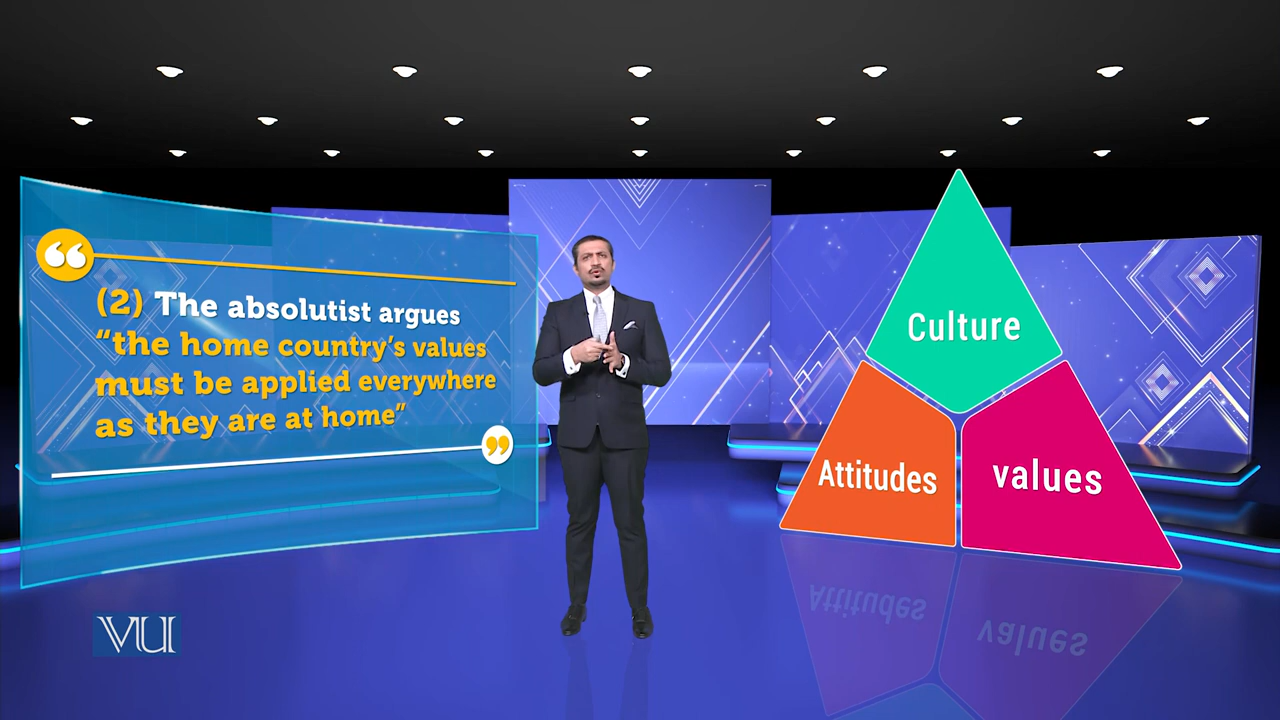 (2) The absolutist argues
“the home country’s values
must be applied everywhere
as they are at home”
Culture
Attitudes
values
VU